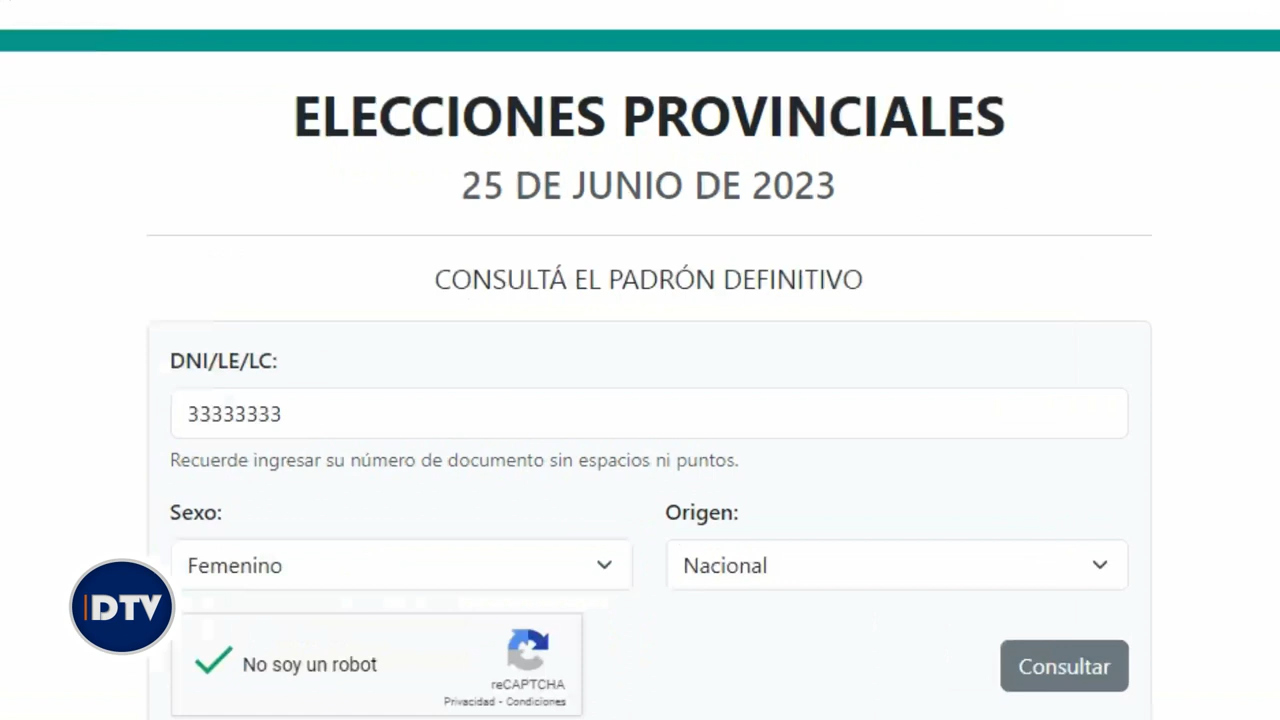 ELECCIONES PROVINCIALES
25 DE JUNIO DE 2023
CONSULTÁ EL PADRÓN DEFINITIVO
DNI/LE/LC:
33333333
Recuerde ingresar su número de documento sin espacios ni puntos.
Sexo:
Origen:
Femenino
Nacional
DTV
No soy un robot
reCAPTCHA
Privacidad - Condiciones
Consultar